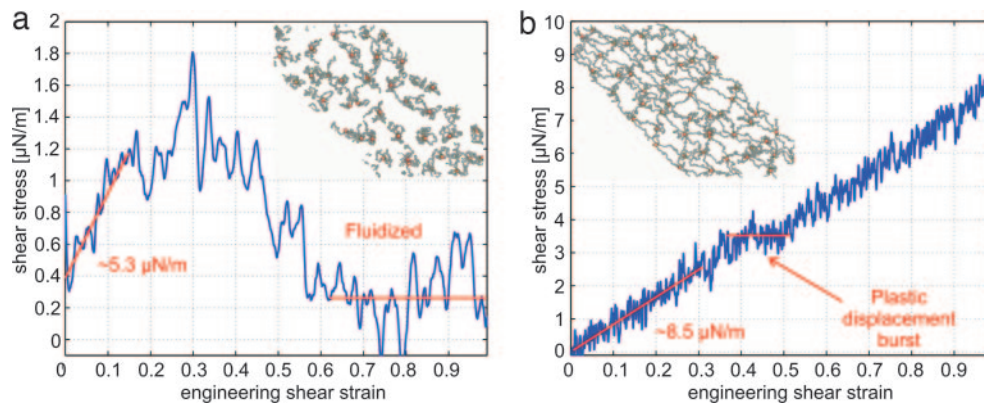 a
shear stress [µN/m]
2
1.8
1.6
1.4
1.2
1
0.8
0.6
0.4
0.2
0
~5.3 µN/m
Fluidized
0 0.1 0.2 0.3 0.4 0.5 0.6 0.7 0.8 0.9
engineering shear strain
b
shear stress [µN/m]
10
9
8
7
6
5
4
3
2
1
0
~8.5 µN/m
Plastic
displacement
burst
0 0.1 0.2 0.3 0.4 0.5 0.6 0.7 0.8 0.9
engineering shear strain